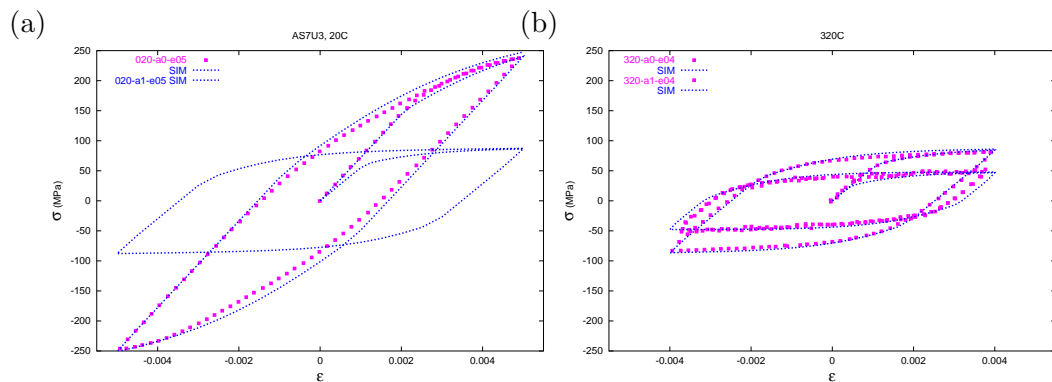 (a)
AS7U3, 20C
250
200
150
100
50
0
-50
-100
-150
-200
-250
σ (MPa)
020-a0-e05
SIM
020-a1-e05 SIM
-0.004
-0.002
0
0.002
0.004
ε
(b)
320C
250
200
150
100
50
0
-50
-100
-150
-200
-250
σ (MPa)
320-a0-e04
SIM
320-a1-e04
SIM
-0.004
-0.002
0
0.002
0.004
ε